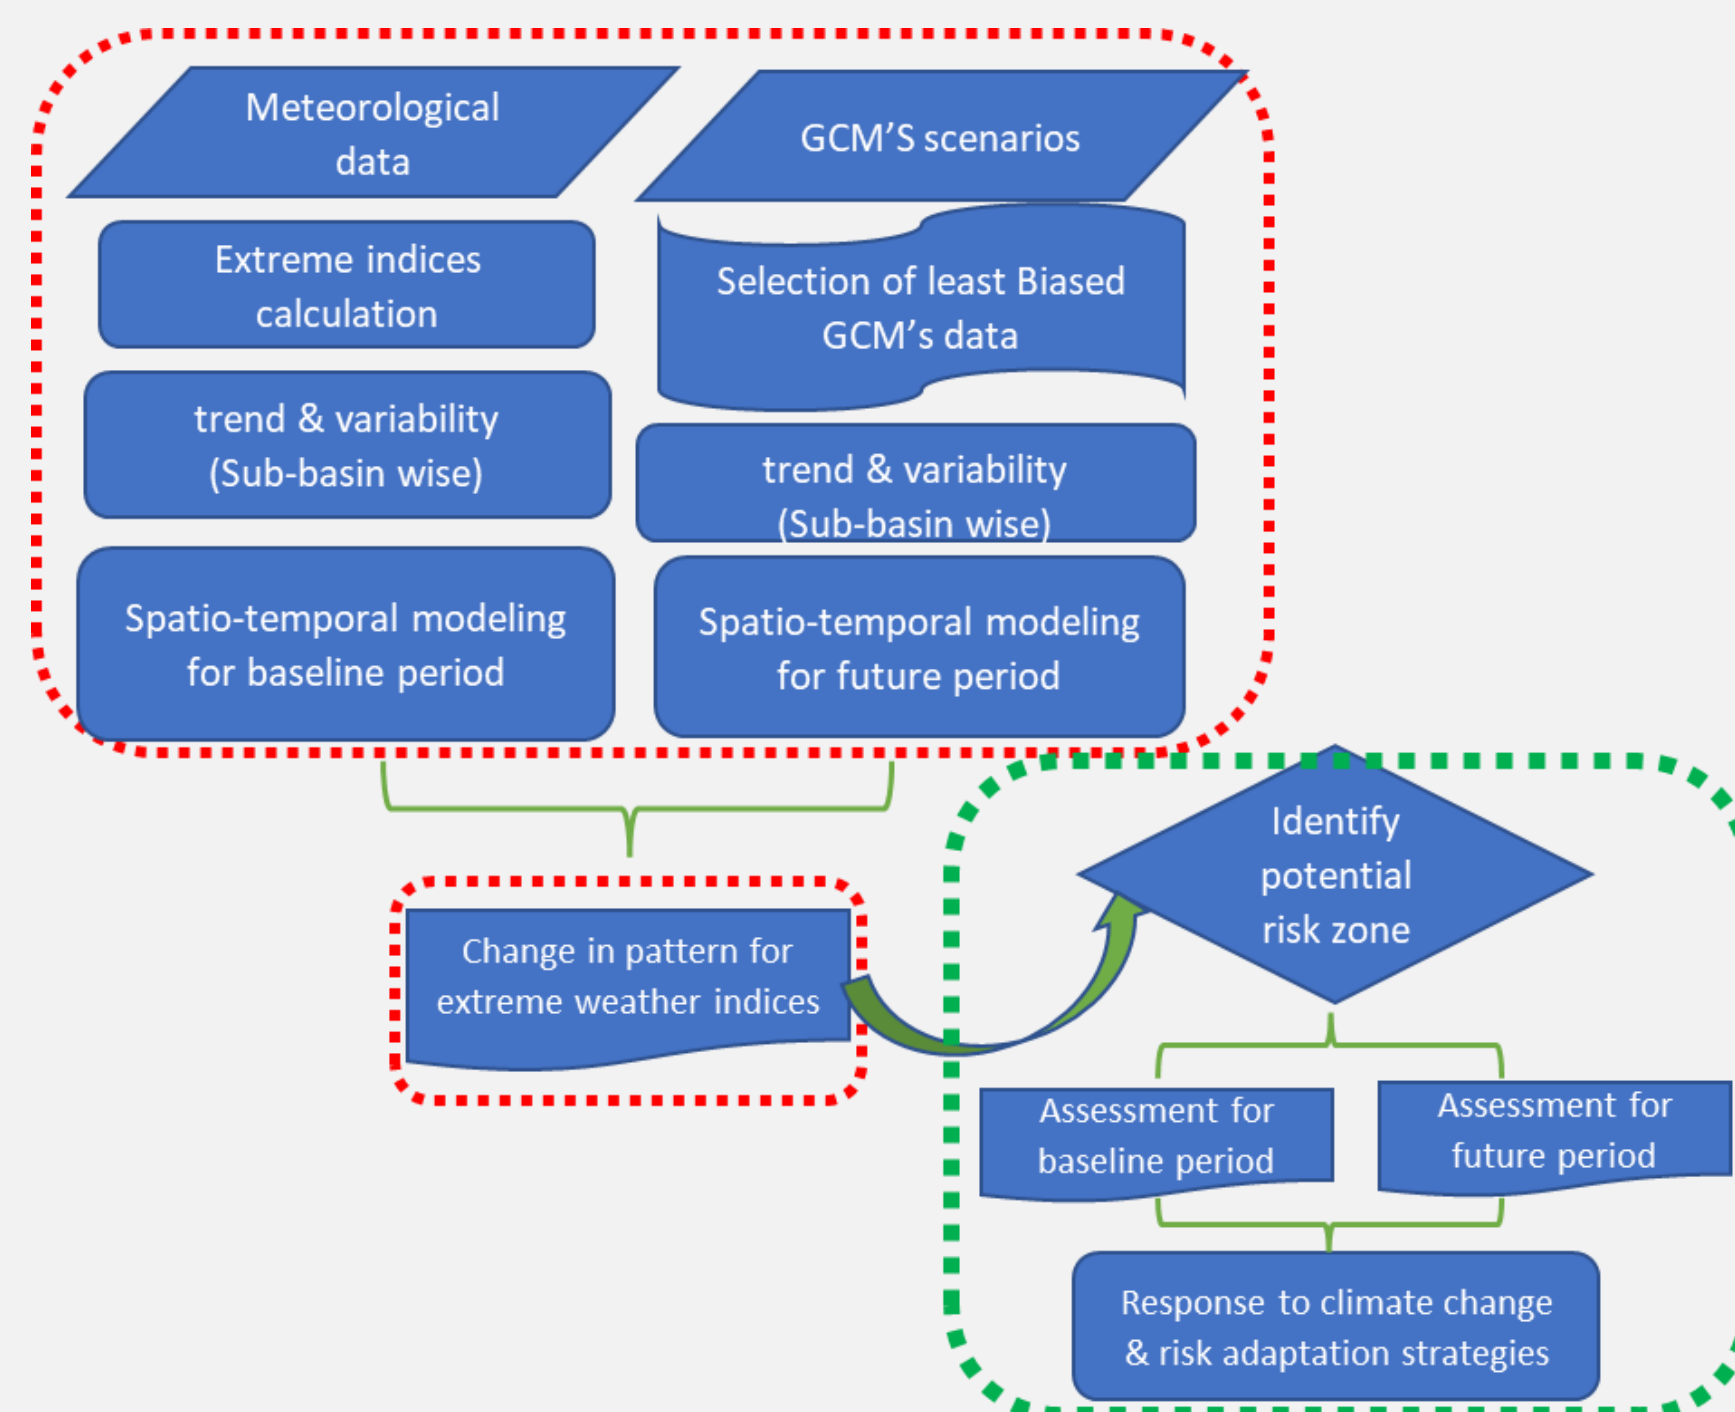 Meteorological
data
Extreme indices
calculation
trend & variability
(Sub-basin wise)
Spatio-temporal modeling
for baseline period
GCM’S scenarios
Selection of least Biased
GCM’s data
trend & variability
(Sub-basin wise)
Spatio-temporal modeling
for future period
Change in pattern for
extreme weather indices
Identify
potential
risk zone
Assessment for
baseline period
Assessment for
future period
Response to climate change
& risk adaptation strategies